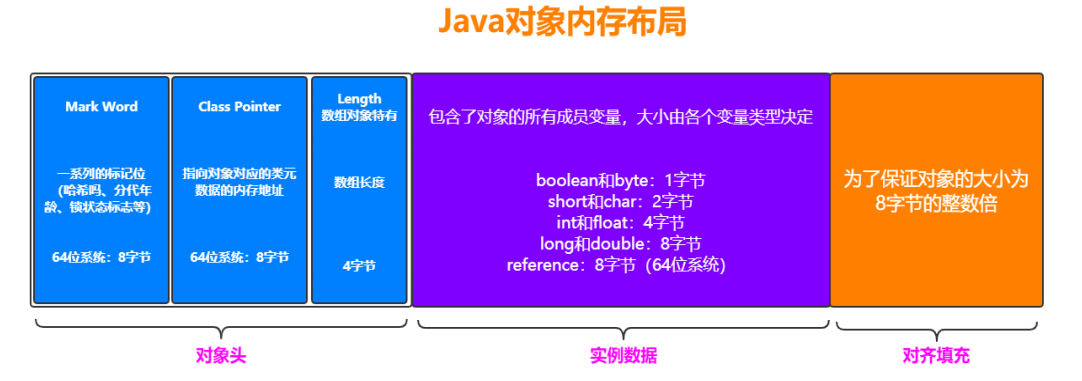 Java对象内存布局
Mark Word
一系列的标记位
（哈希吗、分代年
龄、锁状态标志等）
64位系统：8字节
Class Pointer
指向对象对应的类元
数据的内存地址
64位系统：8字节
Length
数组对象特有
数组长度
4字节
包含了对象的所有成员变量，大小由各个变量类型决定
boolean和byte：1字节
short和char：2字节
int和float：4字节
long和double：8字节
reference：8字节（64位系统）
为了保证对象的大小为
8字节的整数倍
对象头
实例数据
对齐填充